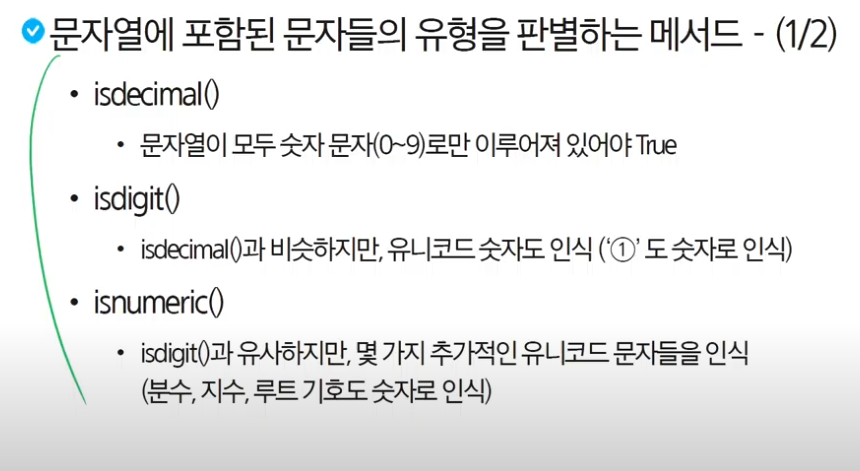 문자열에 포함된 문자들의 유형을 판별하는 메서드 - (1/2)
• isdecimal()
• 문자열이 모두 숫자 문자(0~9)로만 이루어져 있어야 True
• isdigit()
• isdecimal()과 비슷하지만, 유니코드 숫자도 인식 (‘①’ 도 숫자로 인식)
• isnumeric()
• isdigit()과 유사하지만, 몇 가지 추가적인 유니코드 문자들을 인식
(분수, 지수, 루트 기호도 숫자로 인식)